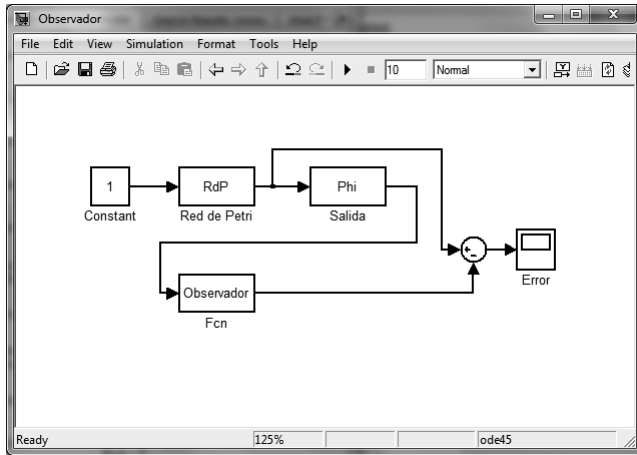 Observador
File Edit View Simulation Format Tools Help
10 Normal
1 RdP Phi
Constant Red de Petri Salida
+-
Error
Observador
Fcn
Ready 125% ode45